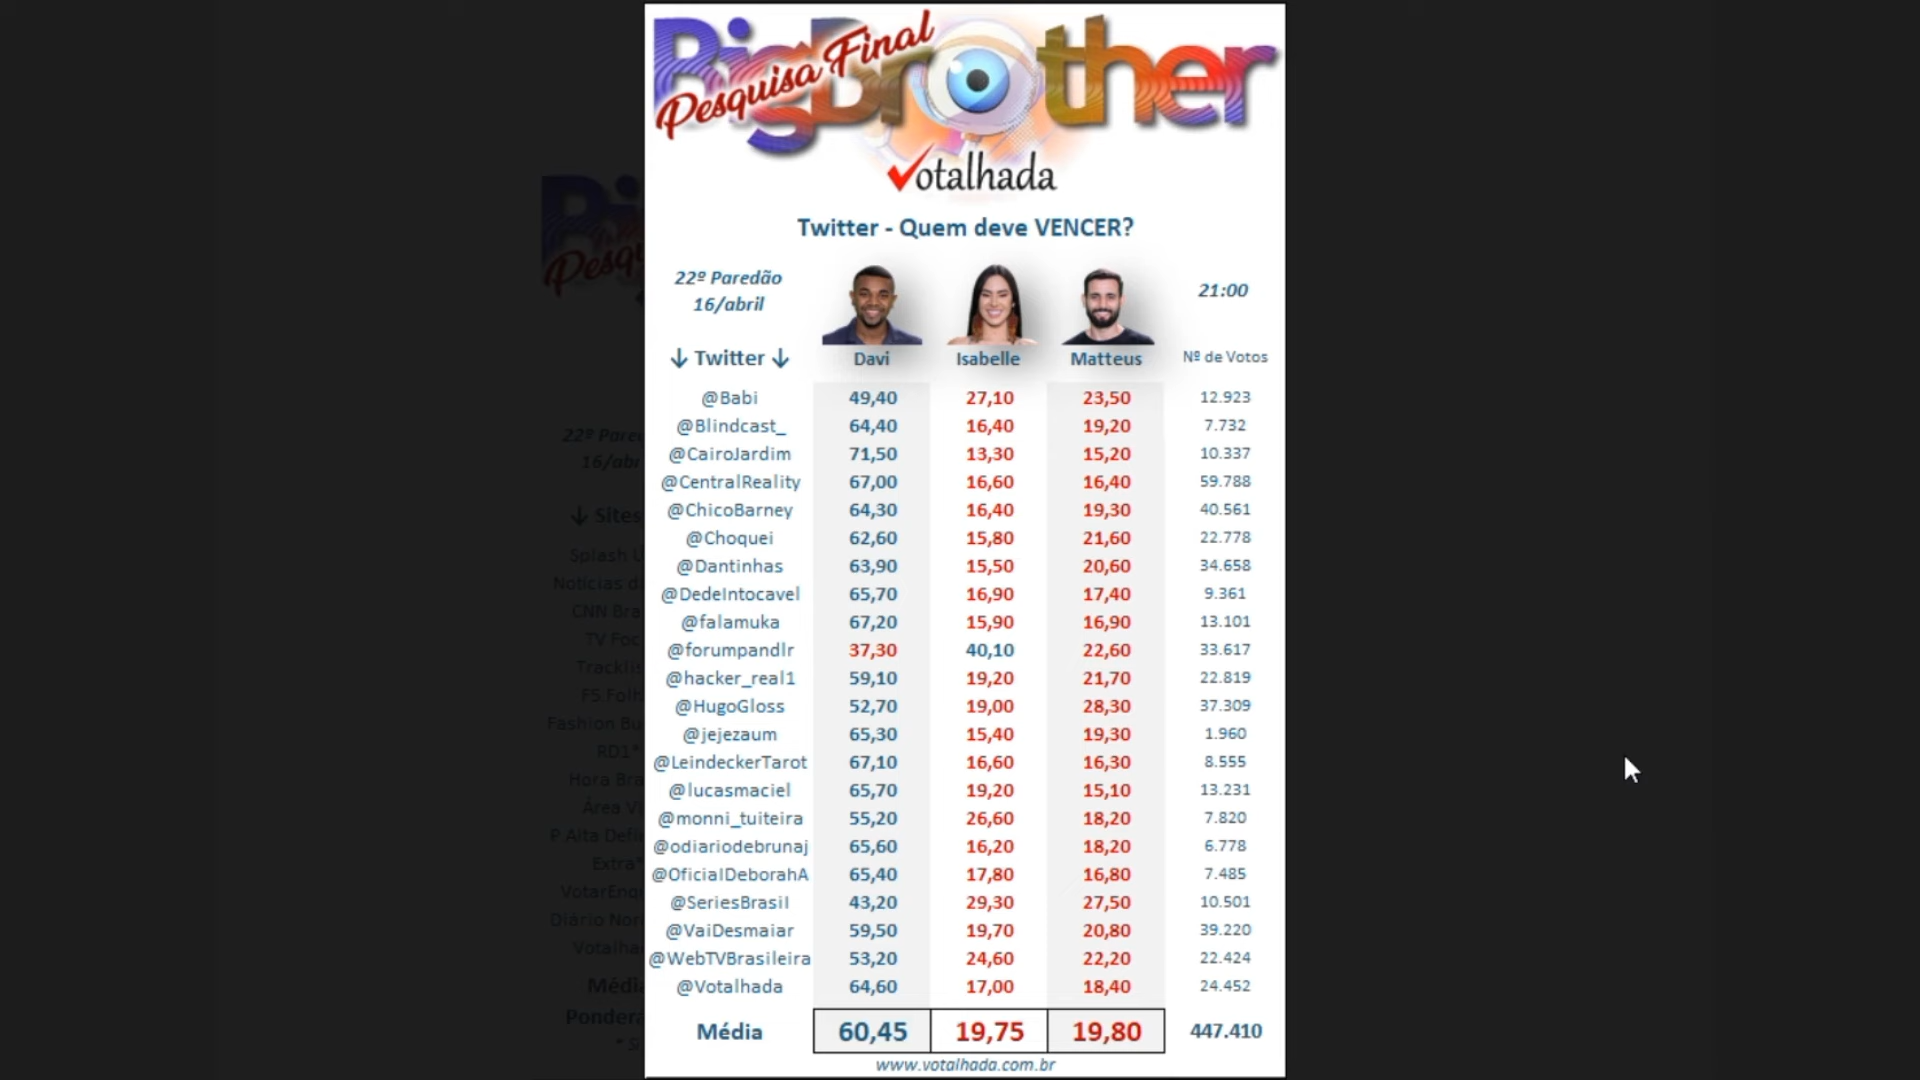 BigBrother
Pesquisa Final
Votalhada
Twitter - Quem deve VENCER?
22º Paredão
16/abril
21:00
↓ Twitter ↓ Davi Isabelle Matteus Nº de Votos
@Babi 49,40 27,10 23,50 12.923
@Blindcast_ 64,40 16,40 19,20 7.732
@CairoJardim 71,50 13,30 15,20 10.337
@CentralReality 67,00 16,60 16,40 59.788
@ChicoBarney 64,30 16,40 19,30 40.561
@Choquei 62,60 15,80 21,60 22.778
@Dantinhas 63,90 15,50 20,60 34.658
@DedeIntocavel 65,70 16,90 17,40 9.361
@falamuka 67,20 15,90 16,90 13.101
@forumpandlr 37,30 40,10 22,60 33.617
@hacker_real1 59,10 19,20 21,70 22.819
@HugoGloss 52,70 19,00 28,30 37.309
@jejezaum 65,30 15,40 19,30 1.960
@LeindeckerTarot 67,10 16,60 16,30 8.555
@lucasmaciel 65,70 19,20 15,10 13.231
@monni_tuiteira 55,20 26,60 18,20 7.820
@odiariodebrunaj 65,60 16,20 18,20 6.778
@OficialDeborahA 65,40 17,80 16,80 7.485
@SeriesBrasil 43,20 29,30 27,50 10.501
@VaiDesmaiar 59,50 19,70 20,80 39.220
@WebTVBrasileira 53,20 24,60 22,20 22.424
@Votalhada 64,60 17,00 18,40 24.452
Média 60,45 19,75 19,80 447.410
www.votalhada.com.br